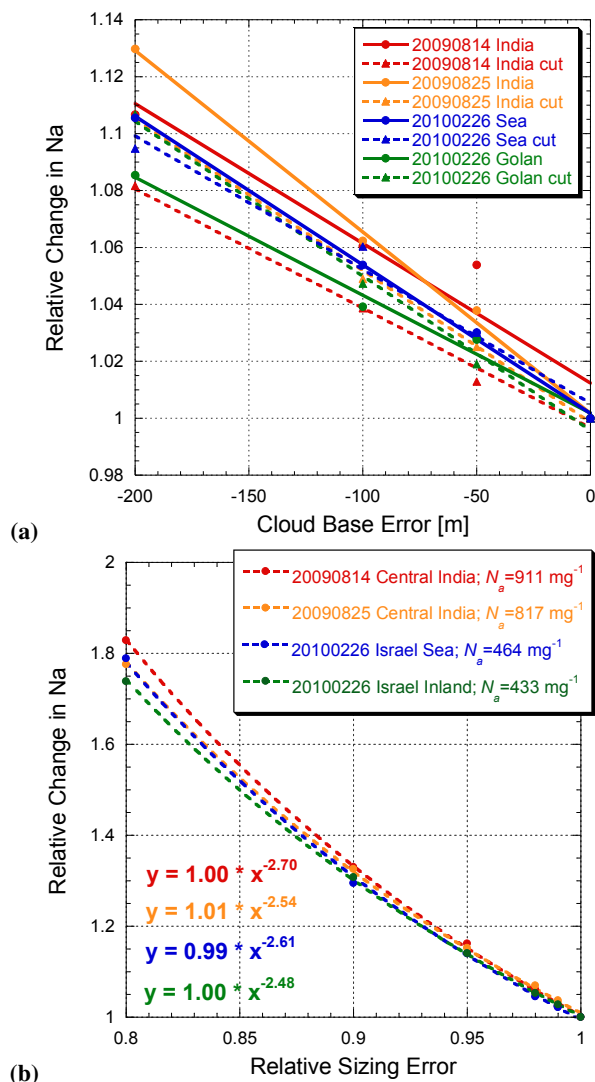 1.14
1.12
1.1
1.08
1.06
1.04
1.02
1
0.98
Relative Change in Na
20090814 India
20090814 India cut
20090825 India
20090825 India cut
20100226 Sea
20100226 Sea cut
20100226 Golan
20100226 Golan cut
-200 -150 -100 -50 0
Cloud Base Error [m]
(a)
2
1.8
1.6
1.4
1.2
1
Relative Change in Na
20090814 Central India; Na=911 mg-1
20090825 Central India; Na=817 mg-1
20100226 Israel Sea; Na=464 mg-1
20100226 Israel Inland; Na=433 mg-1
y = 1.00 * x-2.70
y = 1.01 * x-2.54
y = 0.99 * x-2.61
y = 1.00 * x-2.48
0.8 0.85 0.9 0.95 1
Relative Sizing Error
(b)